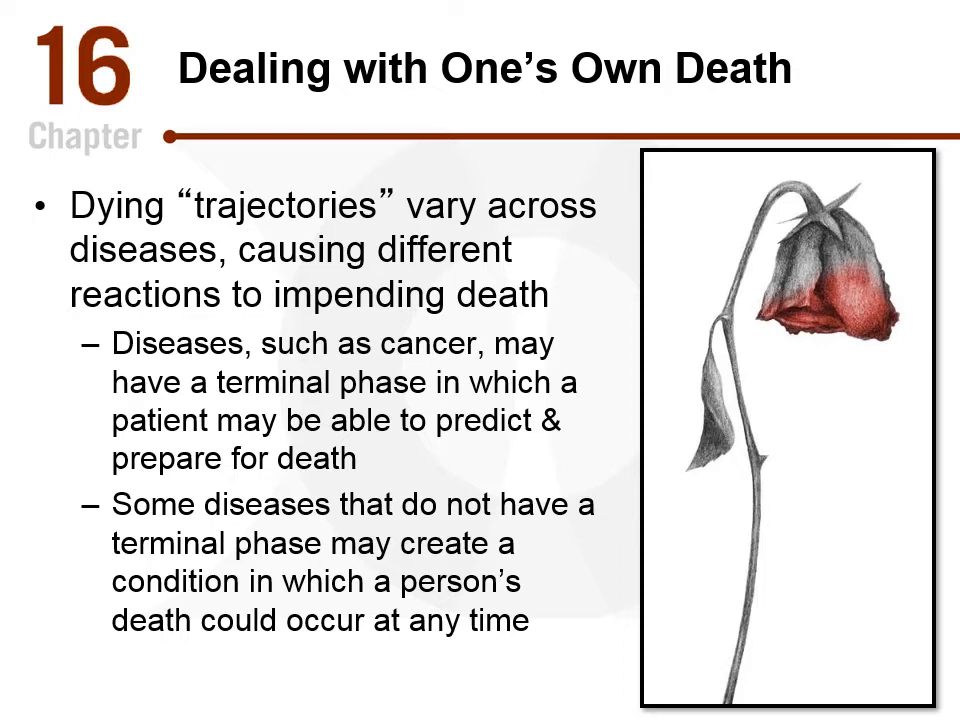 16
Chapter
Dealing with One’s Own Death
• Dying “trajectories” vary across
diseases, causing different
reactions to impending death
– Diseases, such as cancer, may
have a terminal phase in which a
patient may be able to predict &
prepare for death
– Some diseases that do not have a
terminal phase may create a
condition in which a person’s
death could occur at any time